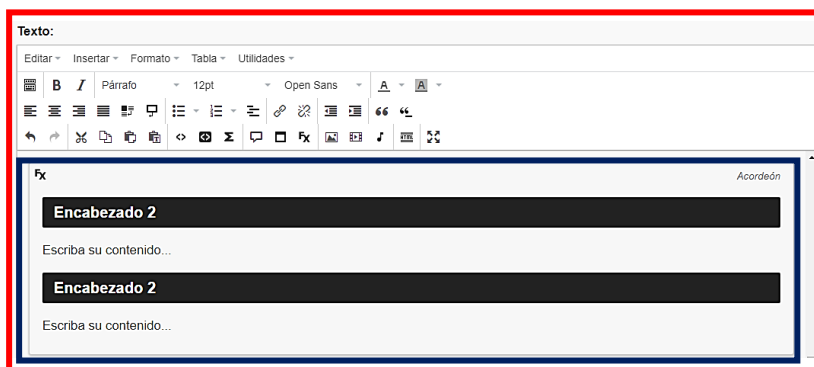 Texto:
Editar Insertar Formato Tabla Utilidades
B I Párrafo 12pt Open Sans A A
Fx
Fx Acordeón
Encabezado 2
Escriba su contenido...
Encabezado 2
Escriba su contenido...